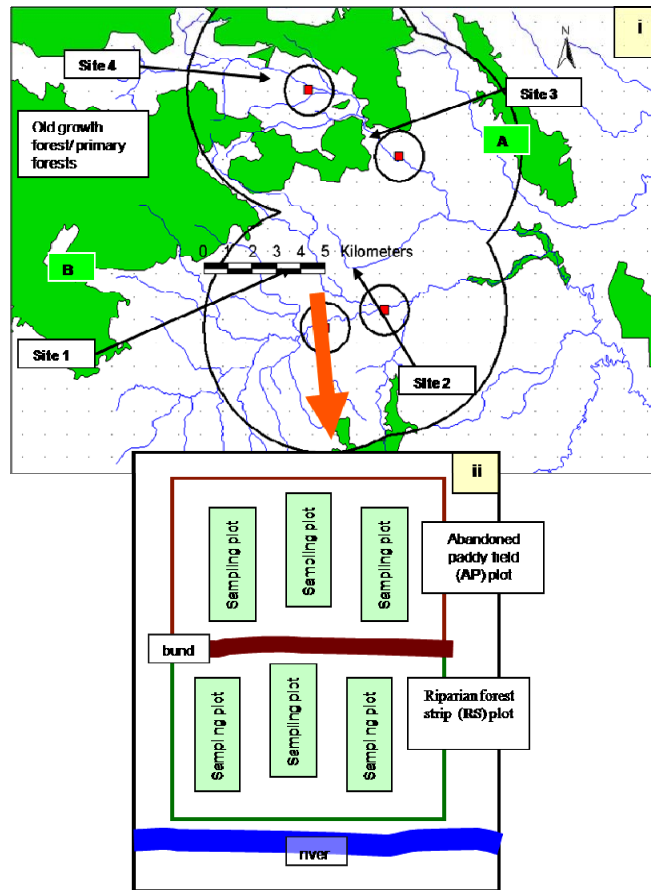 i
Site 4
N
Site 3
Old growth
forest/ primary
forests
A
B
0 1 2 3 4 5 Kilometers
Site 1
Site 2
ii
Sampling plot
Sampling plot
Sampling plot
Abandoned
paddy field
(AP) plot
bund
Sampling plot
Sampling plot
Sampling plot
Riparian forest
strip (RS) plot
river